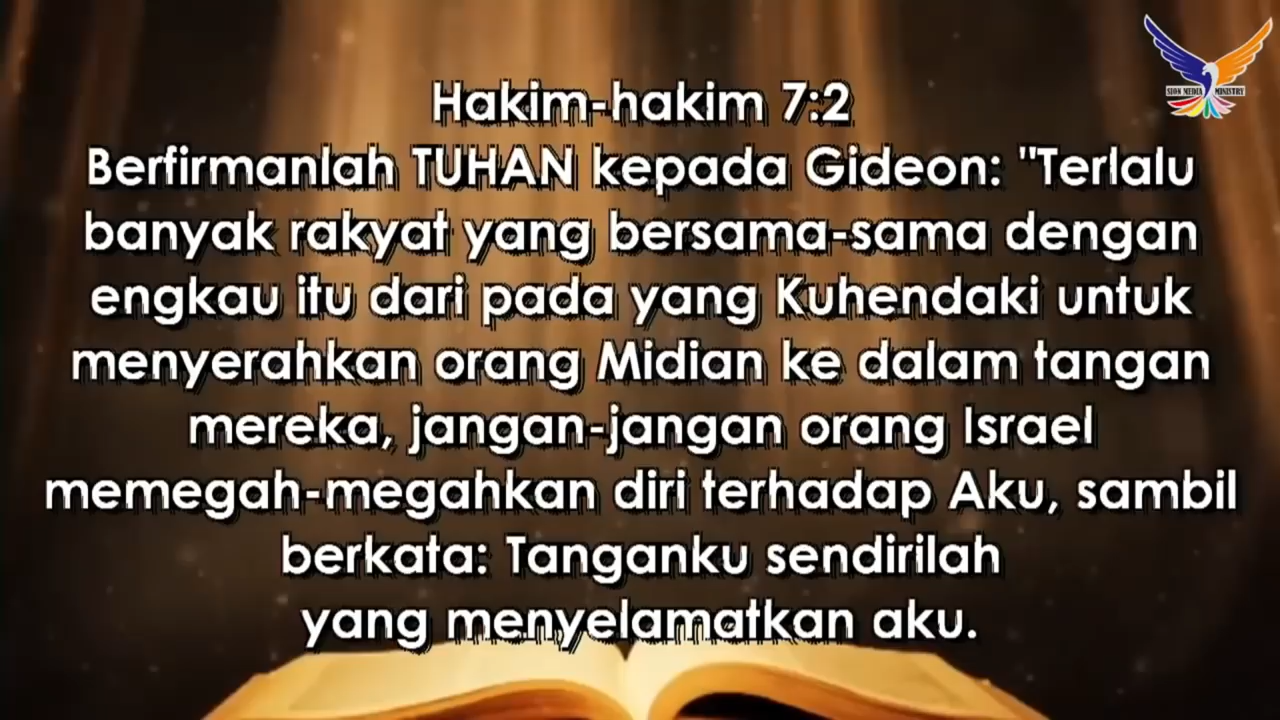 SION MEDIA MINISTRY
Hakim-hakim 7:2
Berfirmanlah TUHAN kepada Gideon: "Terlalu
banyak rakyat yang bersama-sama dengan
engkau itu dari pada yang Kuhendaki untuk
menyerahkan orang Midian ke dalam tangan
mereka, jangan-jangan orang Israel
memegah-megahkan diri terhadap Aku, sambil
berkata: Tanganku sendirilah
yang menyelamatkan aku.